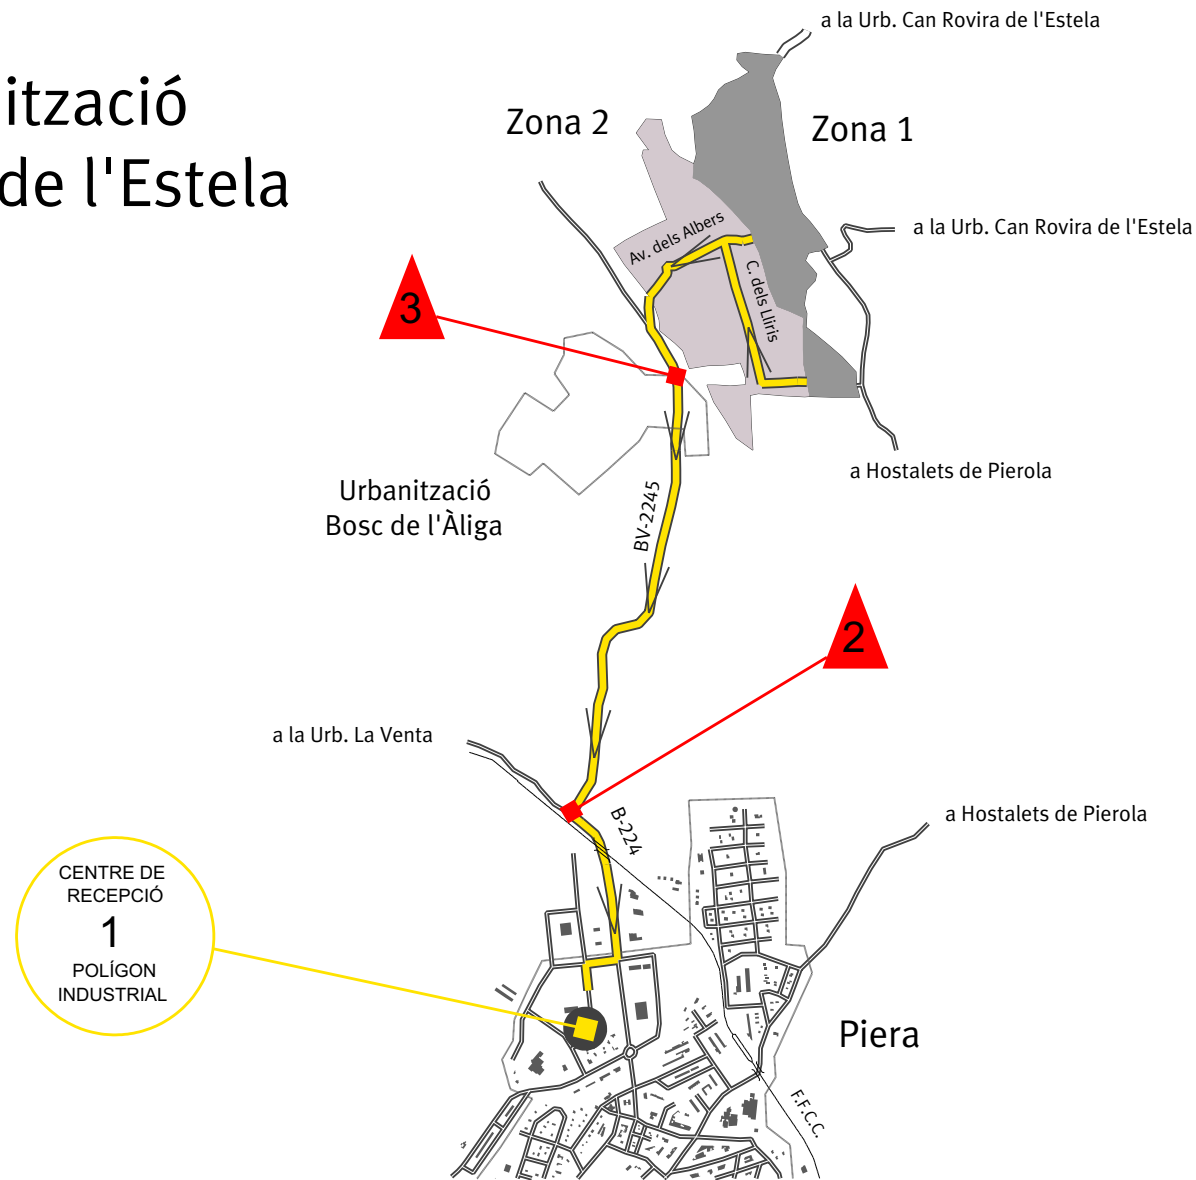 a la Urb. Can Rovira de l'Estela
ització
de l'Estela
Zona 2
Zona 1
a la Urb. Can Rovira de l'Estela
Av. dels Albers
C. dels Lliris
3
a Hostalets de Pierola
Urbanització
Bosc de l'Àliga
BV-2245
2
a la Urb. La Venta
B-224
a Hostalets de Pierola
CENTRE DE
RECEPCIÓ
1
POLÍGON
INDUSTRIAL
Piera
F.F.C.C.